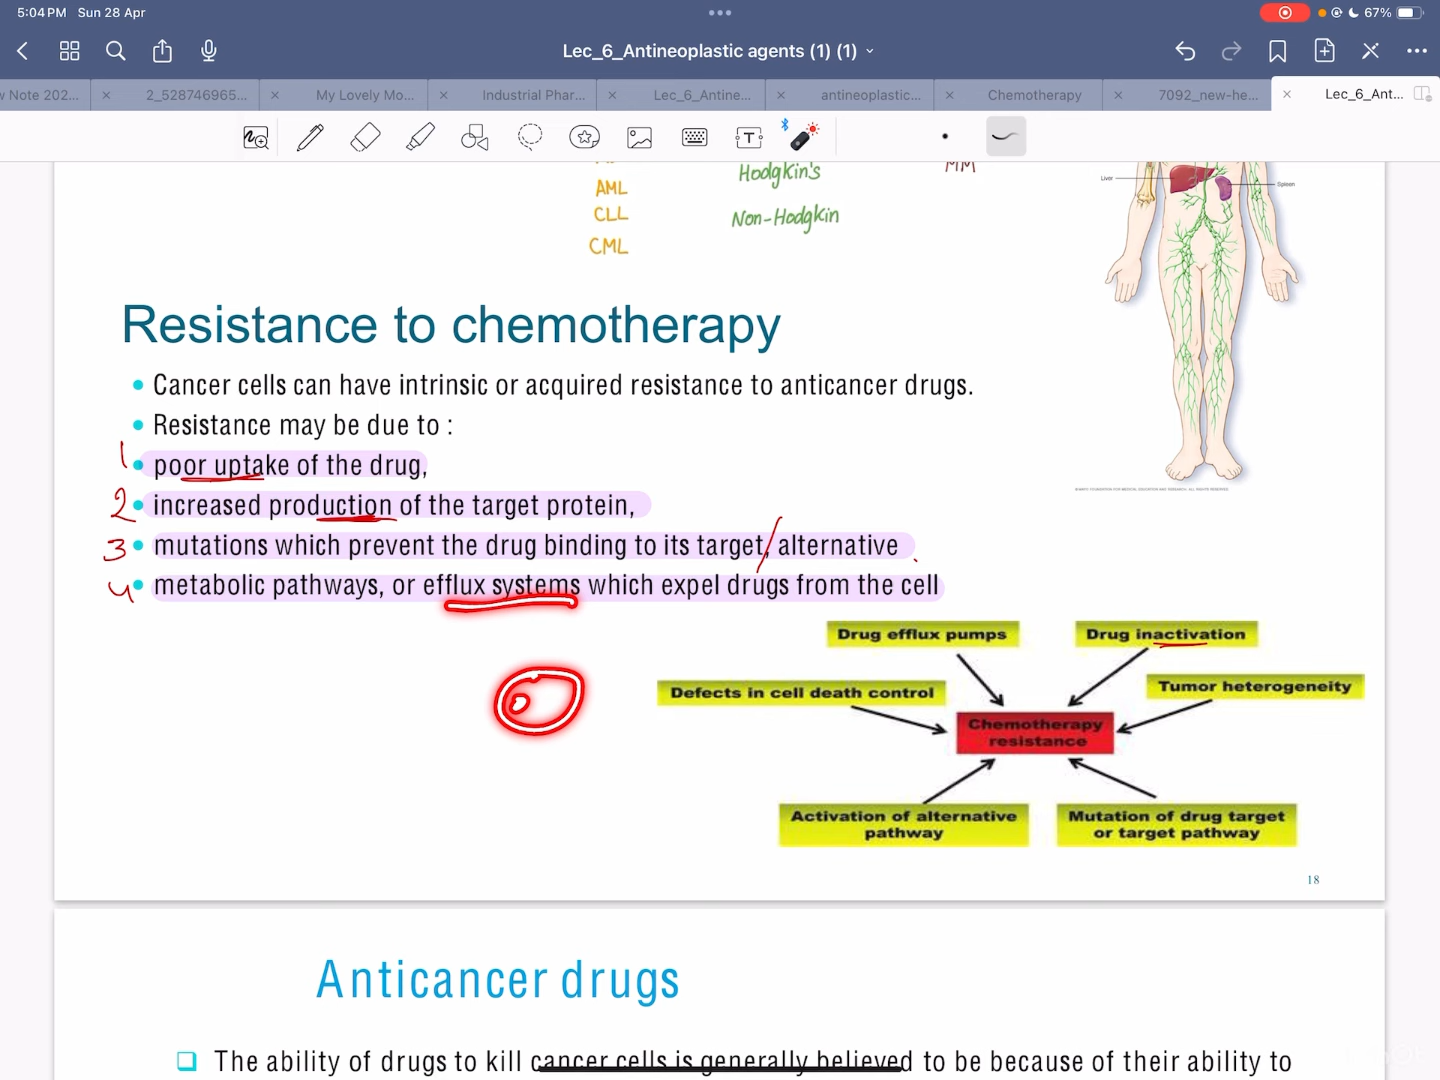 5:04 PM Sun 28 Apr
67%
Lec_6_Antineoplastic agents (1) (1)
w Note 202...
2_528746965...
My Lovely Mo...
Industrial Phar...
Lec_6_Antine...
antineoplastic...
Chemotherapy
7092_new-he...
Lec_6_Ant...
T
AML
CLL
CML
Hodgkin's
Non-Hodgkin
MM
Liver
Spleen
Resistance to chemotherapy
• Cancer cells can have intrinsic or acquired resistance to anticancer drugs.
• Resistance may be due to :
1 • poor uptake of the drug,
2 • increased production of the target protein,
3 • mutations which prevent the drug binding to its target, alternative
4 • metabolic pathways, or efflux systems which expel drugs from the cell
Drug efflux pumps
Drug inactivation
Defects in cell death control
Tumor heterogeneity
Chemotherapy
resistance
Activation of alternative
pathway
Mutation of drug target
or target pathway
18
Anticancer drugs
❑ The ability of drugs to kill cancer cells is generally believed to be because of their ability to